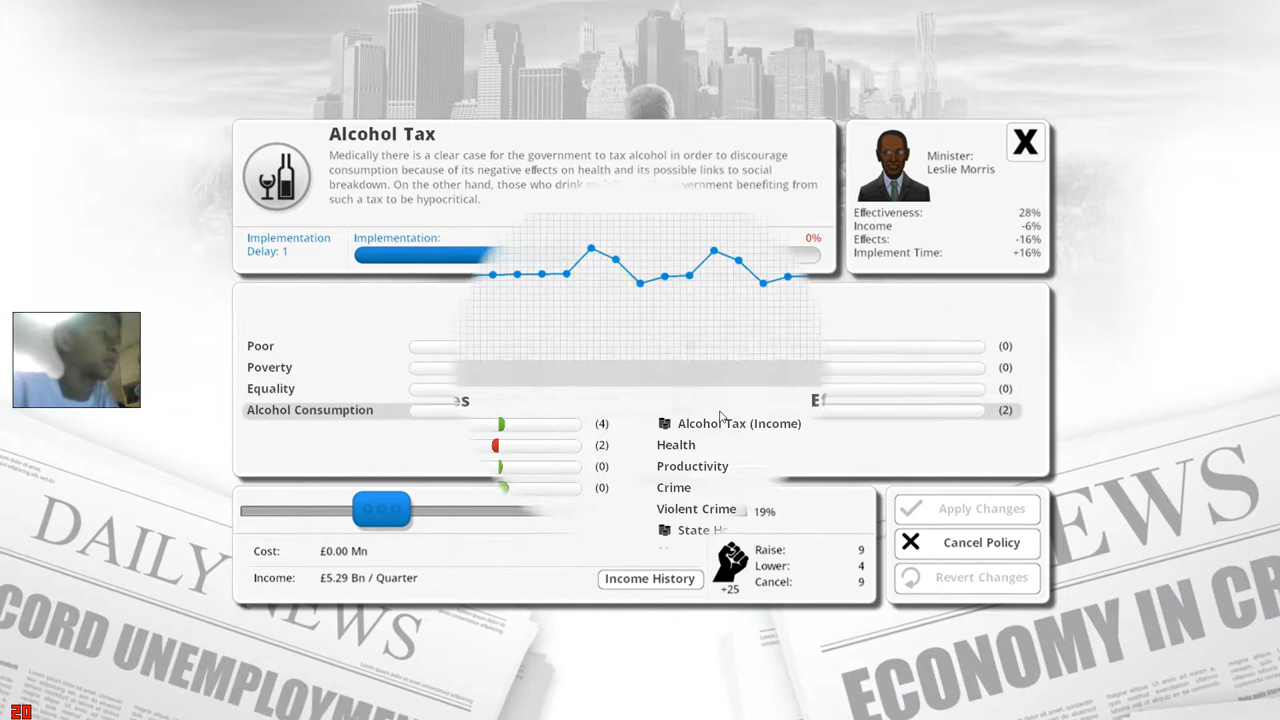 Alcohol Tax
Medically there is a clear case for the government to tax alcohol in order to discourage
consumption because of its negative effects on health and its possible links to social
breakdown. On the other hand, those who drink government benefiting from
such a tax to be hypocritical.
Implementation
Delay: 1
Implementation:
0%
Minister:
Leslie Morris
X
Effectiveness: 28%
Income -6%
Effects: -16%
Implement Time: +16%
Poor (0)
Poverty (0)
Equality (0)
Alcohol Consumption (2)
es
Ef
(4) Alcohol Tax (Income)
(2) Health
(0) Productivity
(0) Crime
Violent Crime
19%
State
Cost: £0.00 Mn
Income: £5.29 Bn / Quarter
Income History
+25
Raise: 9
Lower: 4
Cancel: 9
Apply Changes
Cancel Policy
Revert Changes
DAILY NEWS
CORD UNEMPLOYM
NEWS
ECONOMY IN CR
20